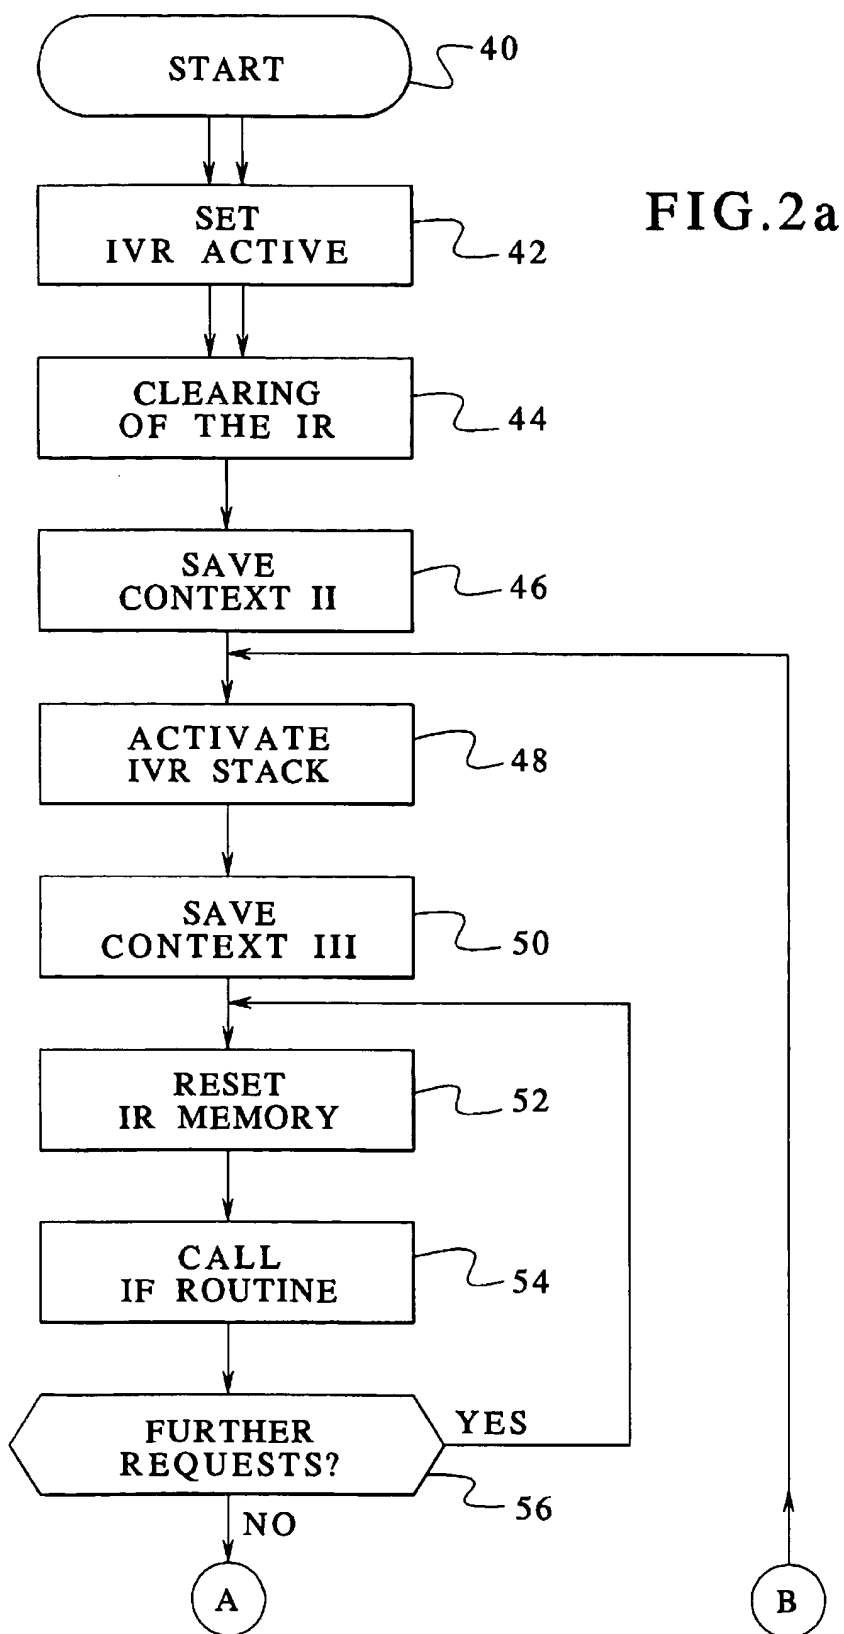 START
40
FIG.2a
SET
IVR ACTIVE
42
CLEARING
OF THE IR
44
SAVE
CONTEXT II
46
ACTIVATE
IVR STACK
48
SAVE
CONTEXT III
50
RESET
IR MEMORY
52
CALL
IF ROUTINE
54
FURTHER
REQUESTS?
YES
56
NO
A
B